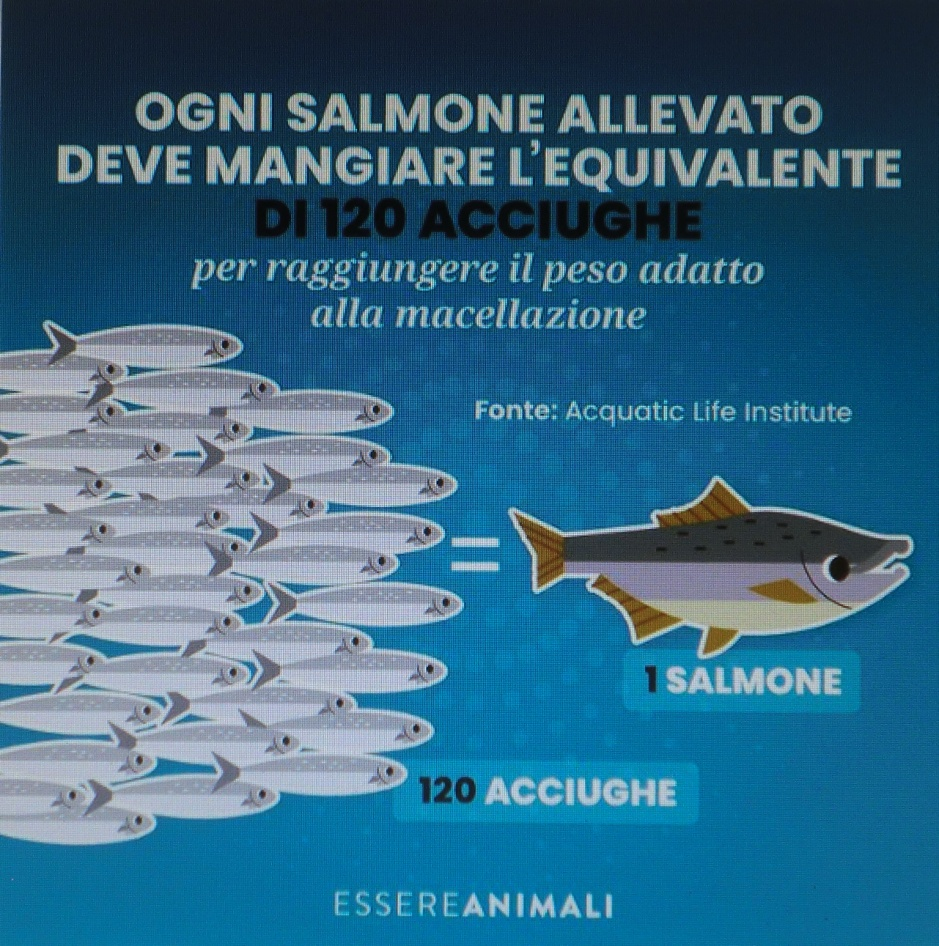 OGNI SALMONE ALLEVATO
DEVE MANGIARE L'EQUIVALENTE
DI 120 ACCIUGHE
per raggiungere il peso adatto
alla macellazione
Fonte: Acquatic Life Institute
=
1 SALMONE
120 ACCIUGHE
ESSEREANIMALI